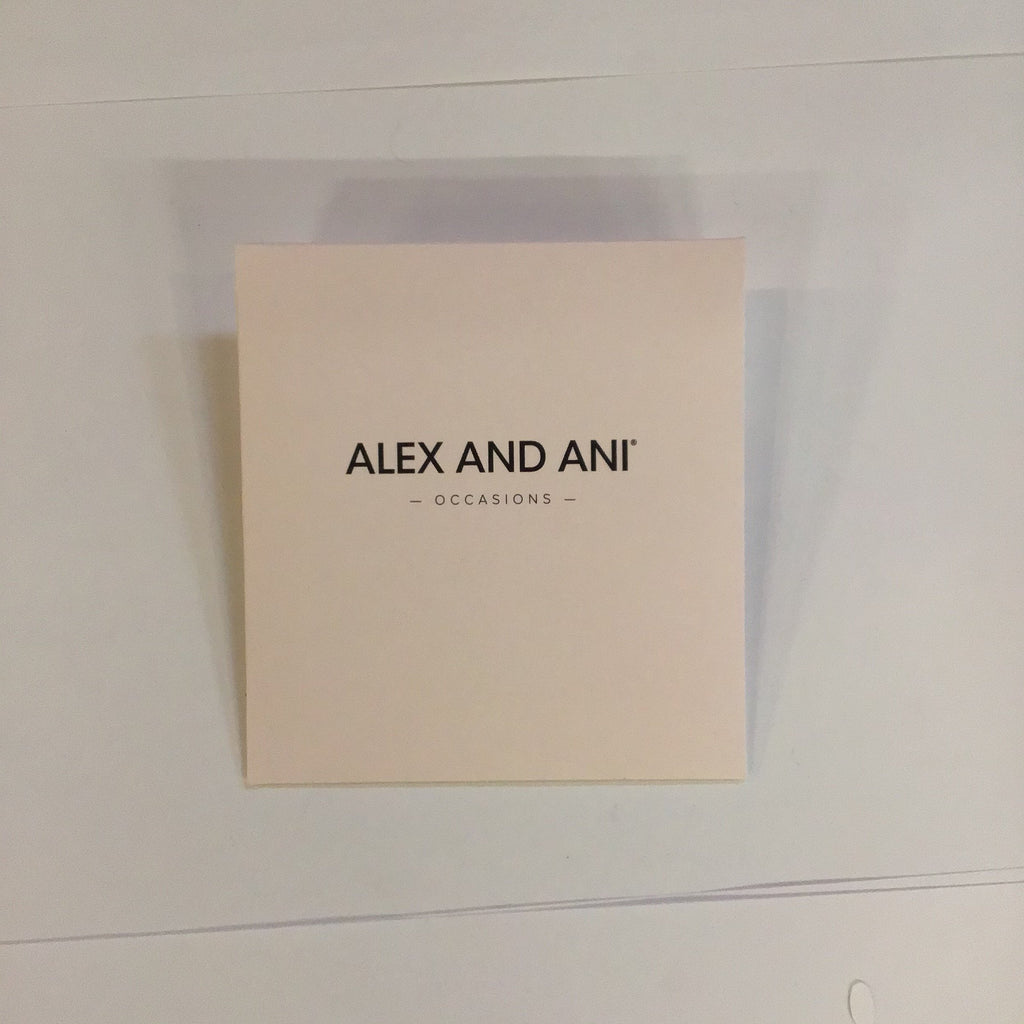 ALEX AND ANI®
— OCCASIONS —